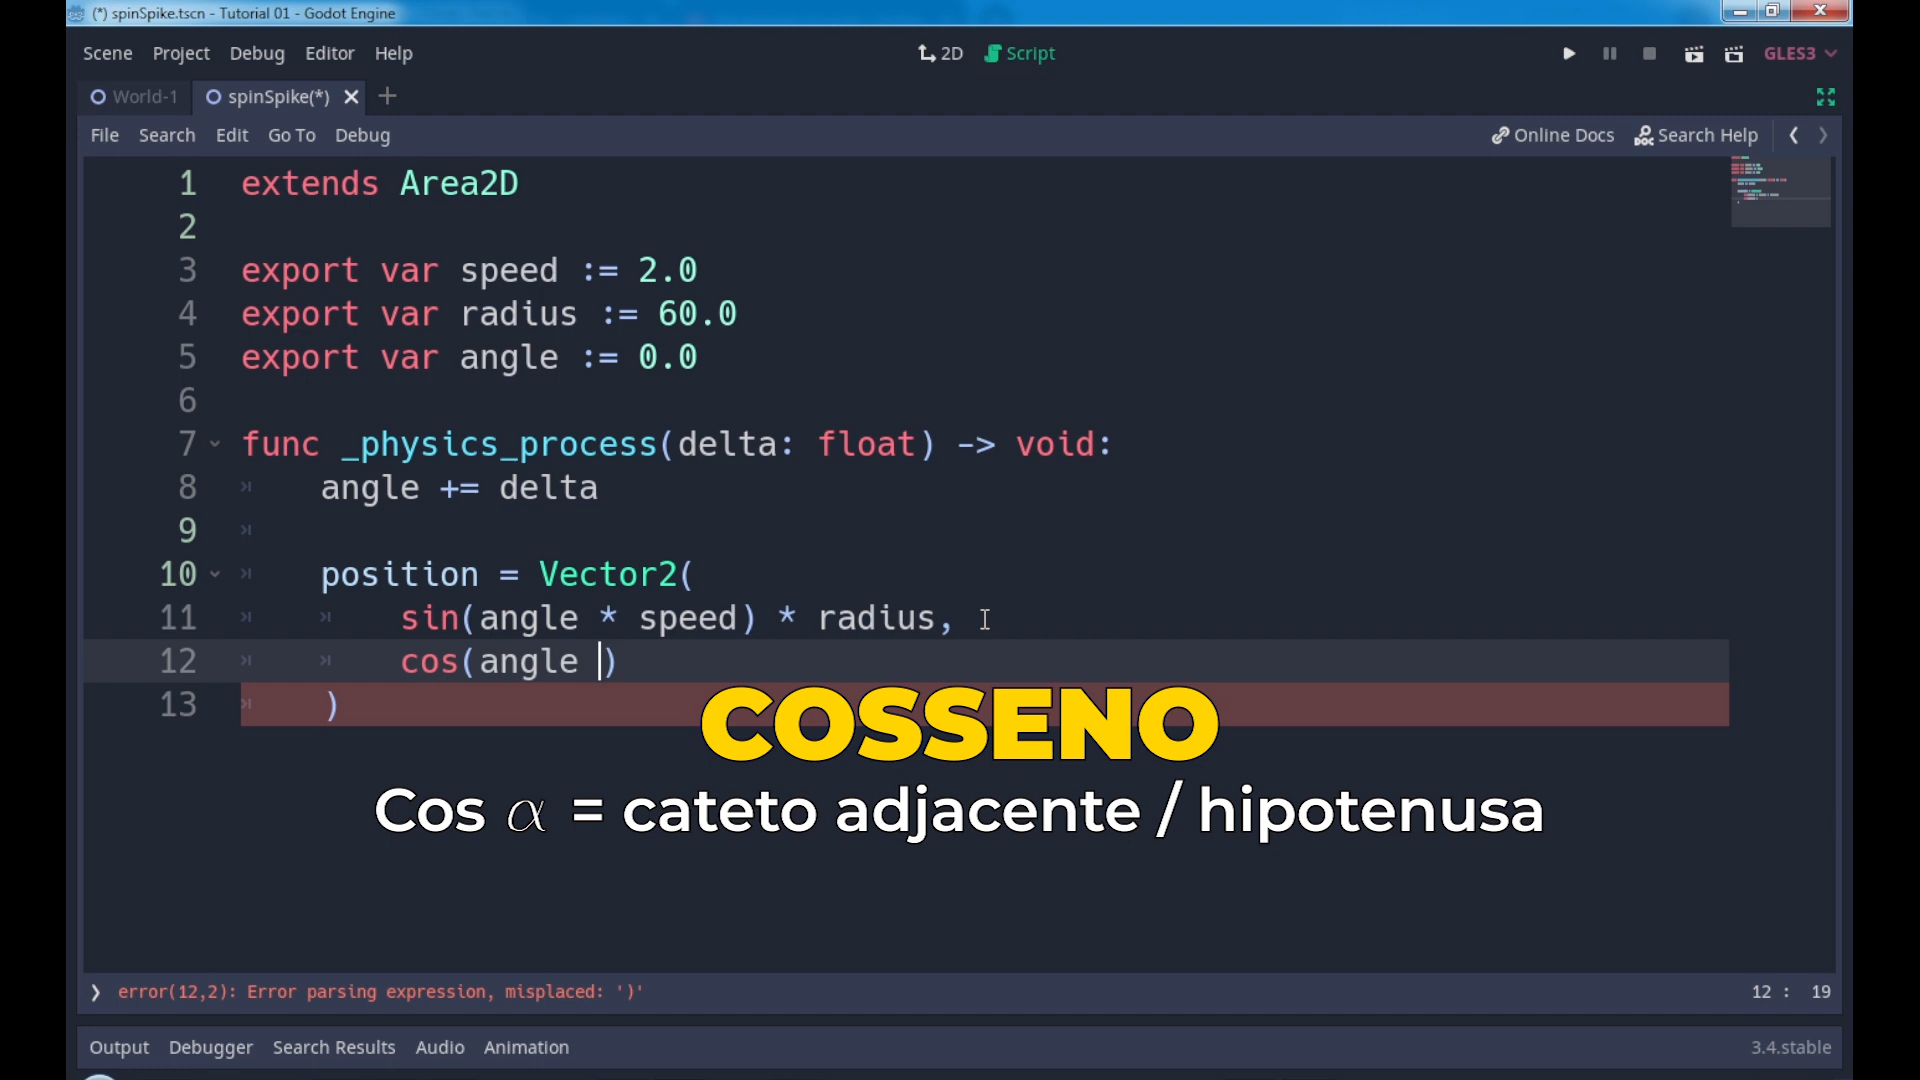 (*) spinSpike.tscn - Tutorial 01 - Godot Engine
Scene Project Debug Editor Help 2D Script GLES3
World-1 spinSpike(*)
File Search Edit Go To Debug Online Docs Search Help
1 extends Area2D
2
3 export var speed := 2.0
4 export var radius := 60.0
5 export var angle := 0.0
6
7 func _physics_process(delta: float) -> void:
8 angle += delta
9
10 position = Vector2(
11 sin(angle * speed) * radius,
12 cos(angle )
13 )
COSSENO
Cos α = cateto adjacente / hipotenusa
error(12,2): Error parsing expression, misplaced: ')'
12 : 19
Output Debugger Search Results Audio Animation 3.4.stable